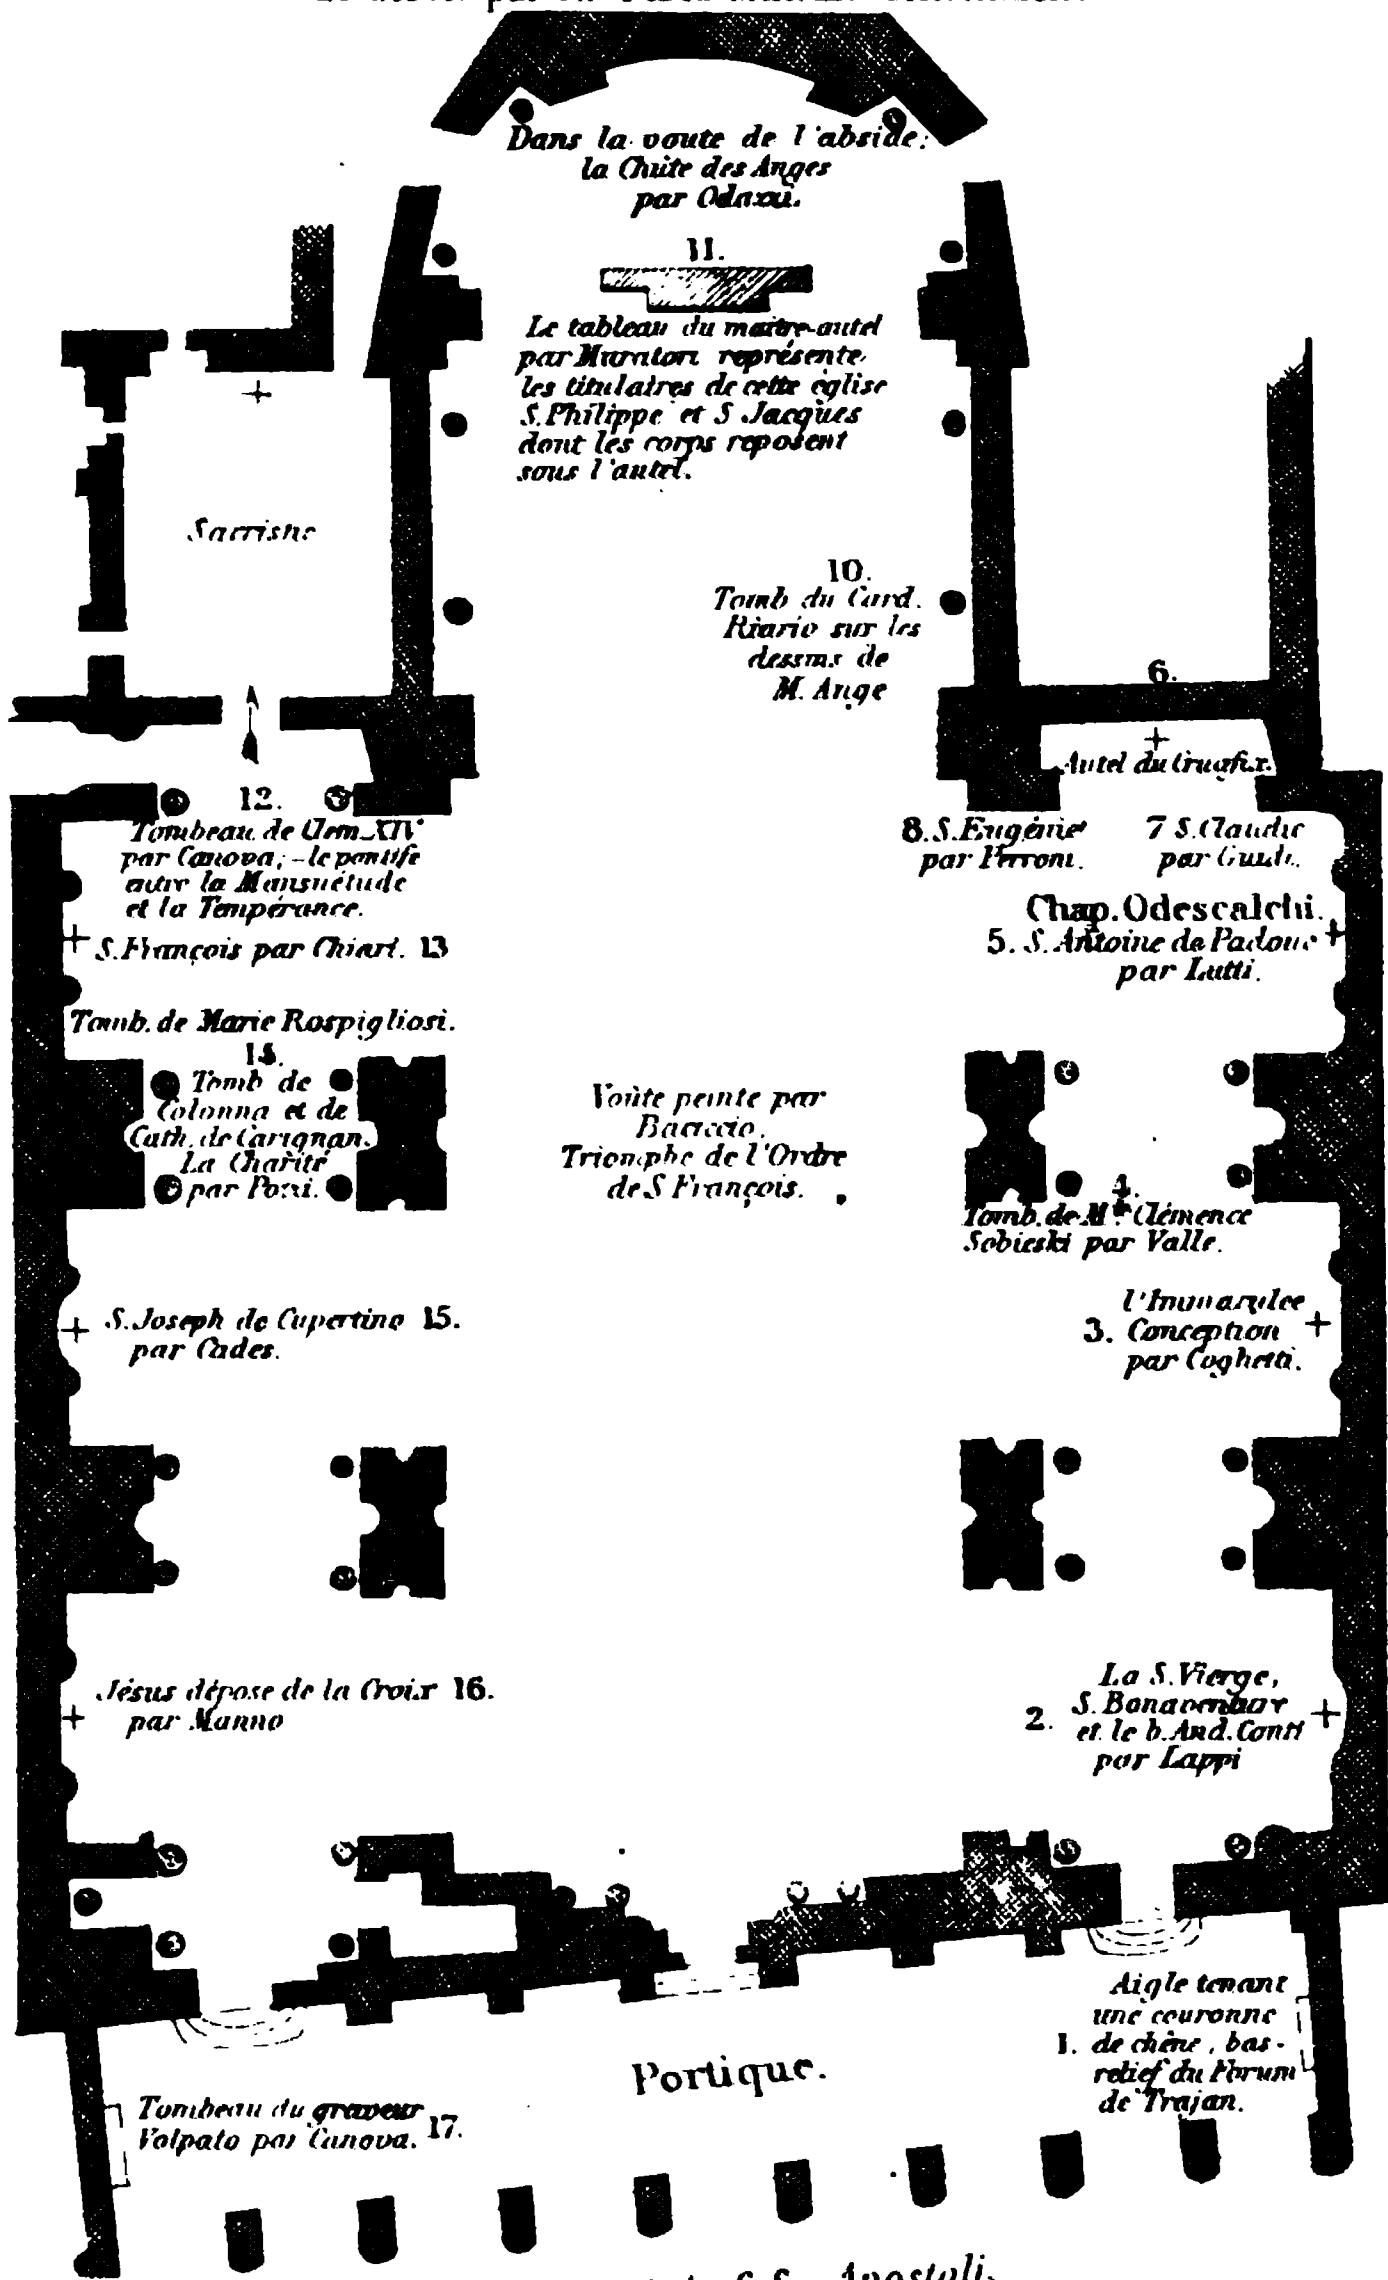 Dans la voute de l'abside:
la Chûte des Anges
par Odazzi.
11.
Le tableau du maitre-autel
par Muratori représente
les titulaires de cette église
S. Philippe et S Jacques
dont les corps reposent
sous l'autel.
Sacristie
10.
Tomb du Card.
Riario sur les
dessins de
M. Ange
6.
Autel du Crucifix.
12.
Tombeau de Clem. XIV
par Canova; - le pontife
entre la Mansuétude
et la Tempérance.
8. S. Eugénie
par Ferroni.
7 S. Claude
par Guidi.
Chap. Odescalchi.
5. S. Antoine de Padoue
par Lutti.
S. François par Chiari. 13
Tomb. de Marie Rospigliosi.
14.
Tomb de
Colonna et de
Cath. de Carignan.
La Charité
par Pozzi.
Voûte peinte par
Baciccio.
Triomphe de l'Ordre
de S François.
4.
Tomb. de Me. Clémence
Sobieski par Valle.
S. Joseph de Cupertino 15.
par Cades.
l'Immaculée
3. Conception
par Coghetti.
Jésus déposé de la Croix 16.
par Manno
La S. Vierge,
2. S. Bonaventur
et le b. And. Conti
par Lappi
Aigle tenant
une couronne
1. de chêne, bas-
relief du Forum
de Trajan.
Portique.
Tombeau du graveur
Volpato par Canova. 17.
S.S. Apostoli.